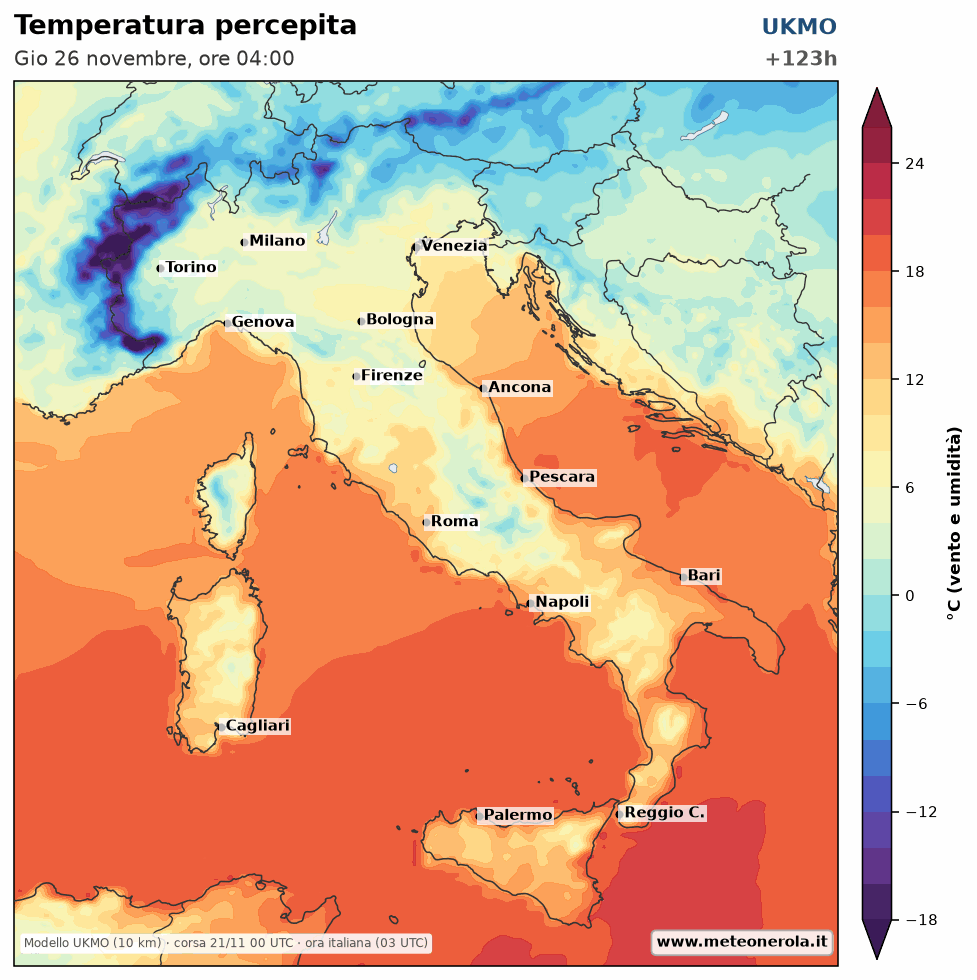 Temperatura percepita
UKMO
Gio 26 novembre, ore 04:00
+123h
Milano
Venezia
Torino
Genova
Bologna
Firenze
Ancona
Pescara
Roma
Bari
Napoli
Cagliari
Palermo
Reggio C.
24
18
12
6
0
−6
−12
−18
°C (vento e umidità)
Modello UKMO (10 km) · corsa 21/11 00 UTC · ora italiana (03 UTC)
www.meteonerola.it